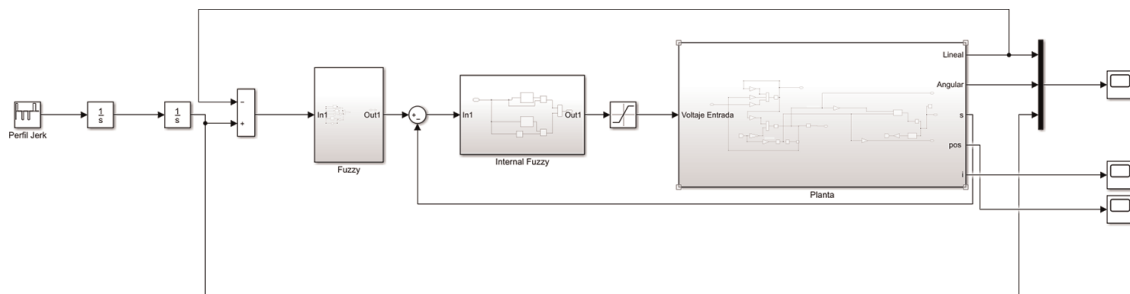 Perfil Jerk
1
s
1
s
−
+
In1
Out1
Fuzzy
+
−
In1
Out1
Internal Fuzzy
Voltaje Entrada
Lineal
Angular
s
pos
i
Planta